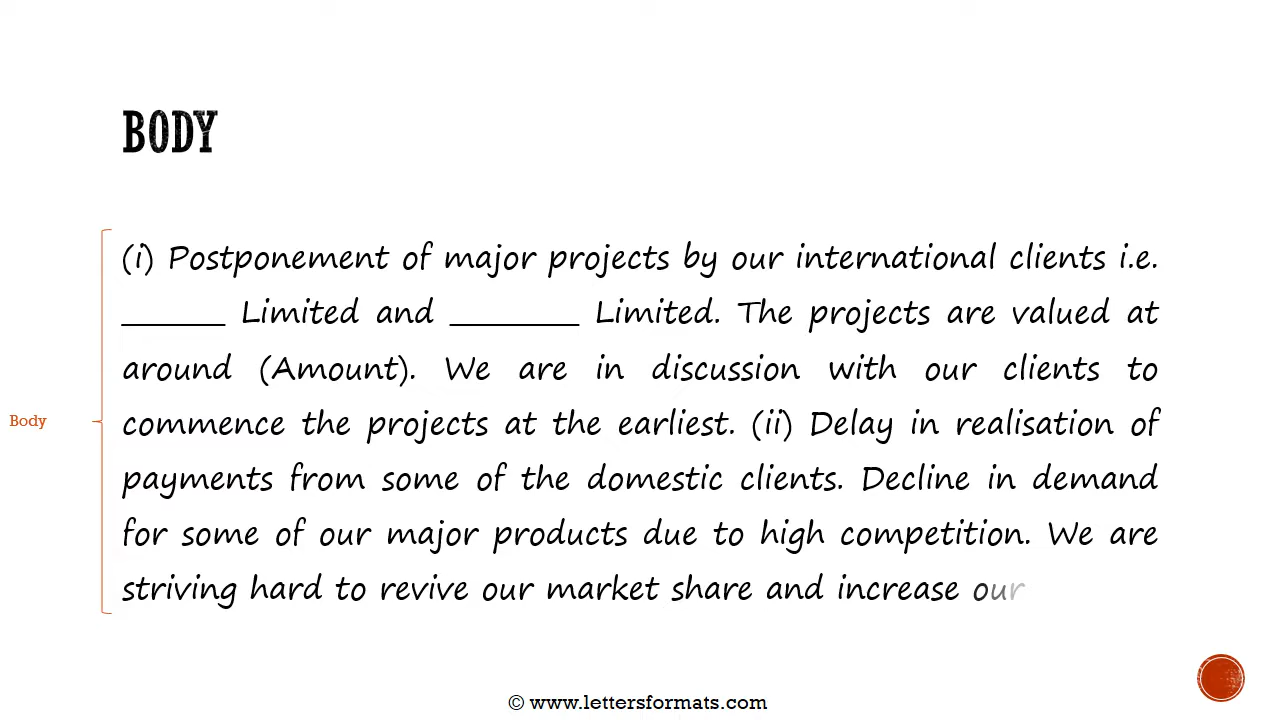 BODY
(i) Postponement of major projects by our international clients i.e.
________ Limited and __________ Limited. The projects are valued at
around (Amount). We are in discussion with our clients to
commence the projects at the earliest. (ii) Delay in realisation of
payments from some of the domestic clients. Decline in demand
for some of our major products due to high competition. We are
striving hard to revive our market share and increase our
Body
© www.lettersformats.com